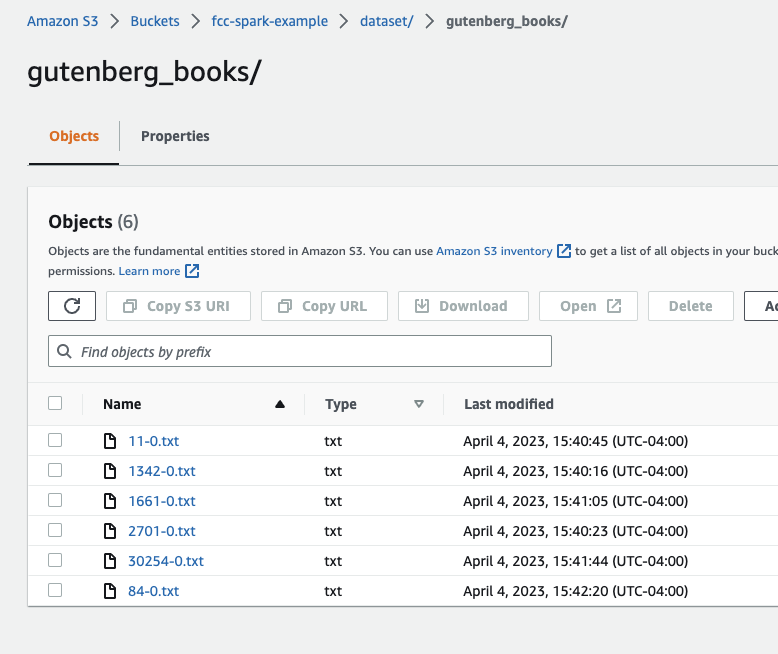 Amazon S3 > Buckets > fcc-spark-example > dataset/ > gutenberg_books/
gutenberg_books/
Objects Properties
Objects (6)
Objects are the fundamental entities stored in Amazon S3. You can use Amazon S3 inventory to get a list of all objects in your
permissions. Learn more
Copy S3 URI Copy URL Download Open Delete
Find objects by prefix
Name Type Last modified
11-0.txt txt April 4, 2023, 15:40:45 (UTC-04:00)
1342-0.txt txt April 4, 2023, 15:40:16 (UTC-04:00)
1661-0.txt txt April 4, 2023, 15:41:05 (UTC-04:00)
2701-0.txt txt April 4, 2023, 15:40:23 (UTC-04:00)
30254-0.txt txt April 4, 2023, 15:41:44 (UTC-04:00)
84-0.txt txt April 4, 2023, 15:42:20 (UTC-04:00)